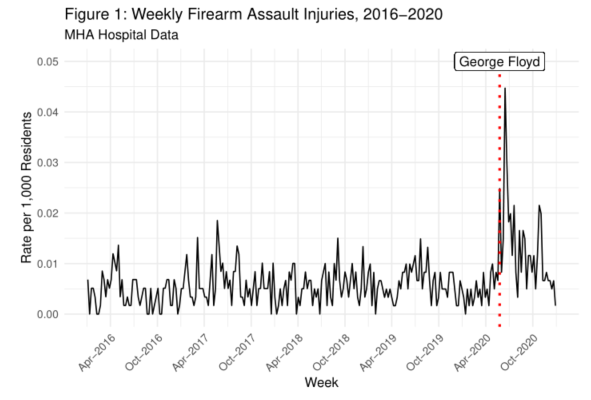 Figure 1: Weekly Firearm Assault Injuries, 2016−2020
MHA Hospital Data
George Floyd
0.05
0.04
0.03
0.02
0.01
0.00
Rate per 1,000 Residents
Apr−2016
Oct−2016
Apr−2017
Oct−2017
Apr−2018
Oct−2018
Apr−2019
Oct−2019
Apr−2020
Oct−2020
Week